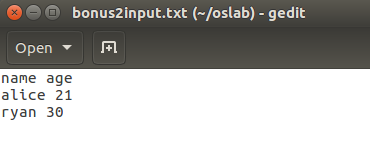 bonus2input.txt (~/oslab) - gedit
Open
name age
alice 21
ryan 30